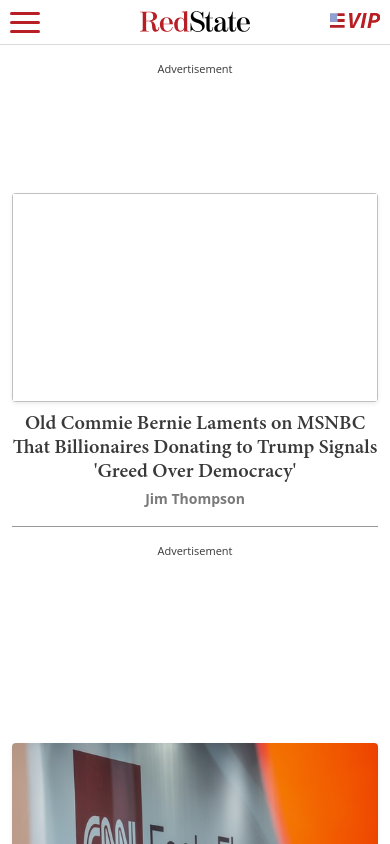 RedState
VIP
Advertisement
Old Commie Bernie Laments on MSNBC
That Billionaires Donating to Trump Signals
'Greed Over Democracy'
Jim Thompson
Advertisement
CNN